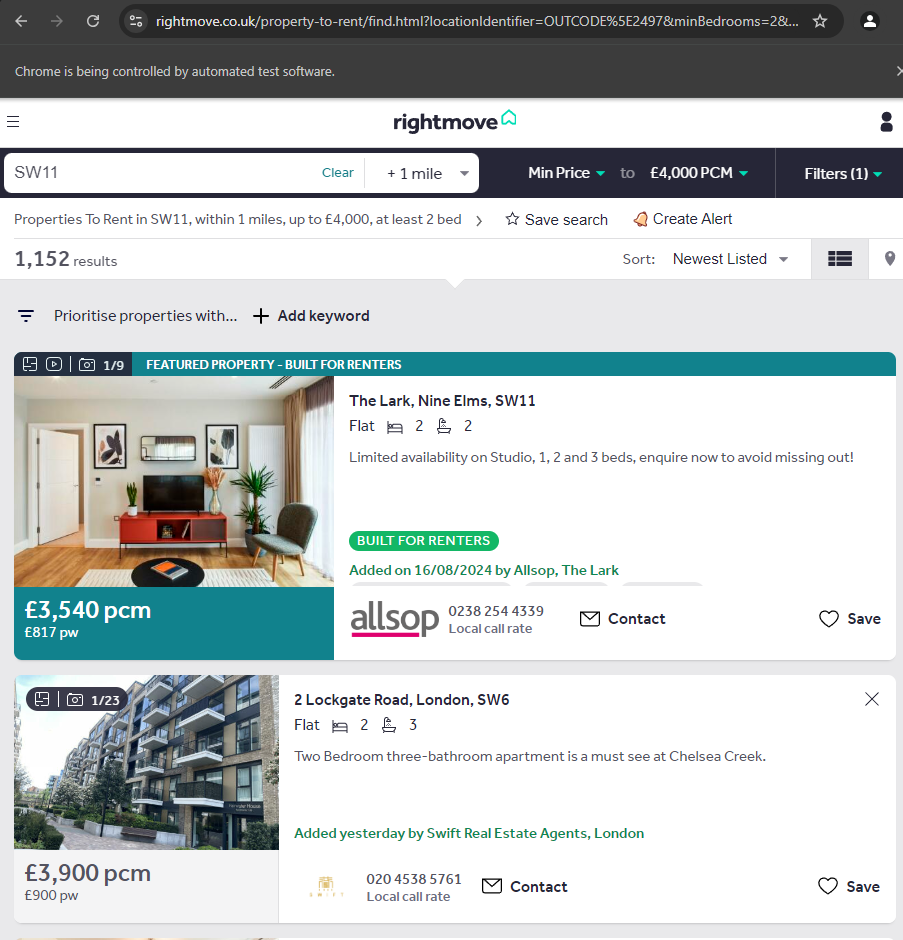 rightmove.co.uk/property-to-rent/find.html?locationIdentifier=OUTCODE%5E2497&minBedrooms=2&...
Chrome is being controlled by automated test software.
rightmove
SW11 Clear + 1 mile Min Price to £4,000 PCM Filters (1)
Properties To Rent in SW11, within 1 miles, up to £4,000, at least 2 bed Save search Create Alert
1,152 results Sort: Newest Listed
Prioritise properties with... Add keyword
1/9 FEATURED PROPERTY - BUILT FOR RENTERS
The Lark, Nine Elms, SW11
Flat 2 2
Limited availability on Studio, 1, 2 and 3 beds, enquire now to avoid missing out!
BUILT FOR RENTERS
Added on 16/08/2024 by Allsop, The Lark
£3,540 pcm
£817 pw
allsop
0238 254 4339
Local call rate
Contact
Save
1/23
2 Lockgate Road, London, SW6
Flat 2 3
Two Bedroom three-bathroom apartment is a must see at Chelsea Creek.
Added yesterday by Swift Real Estate Agents, London
£3,900 pcm
£900 pw
020 4538 5761
Local call rate
Contact
Save